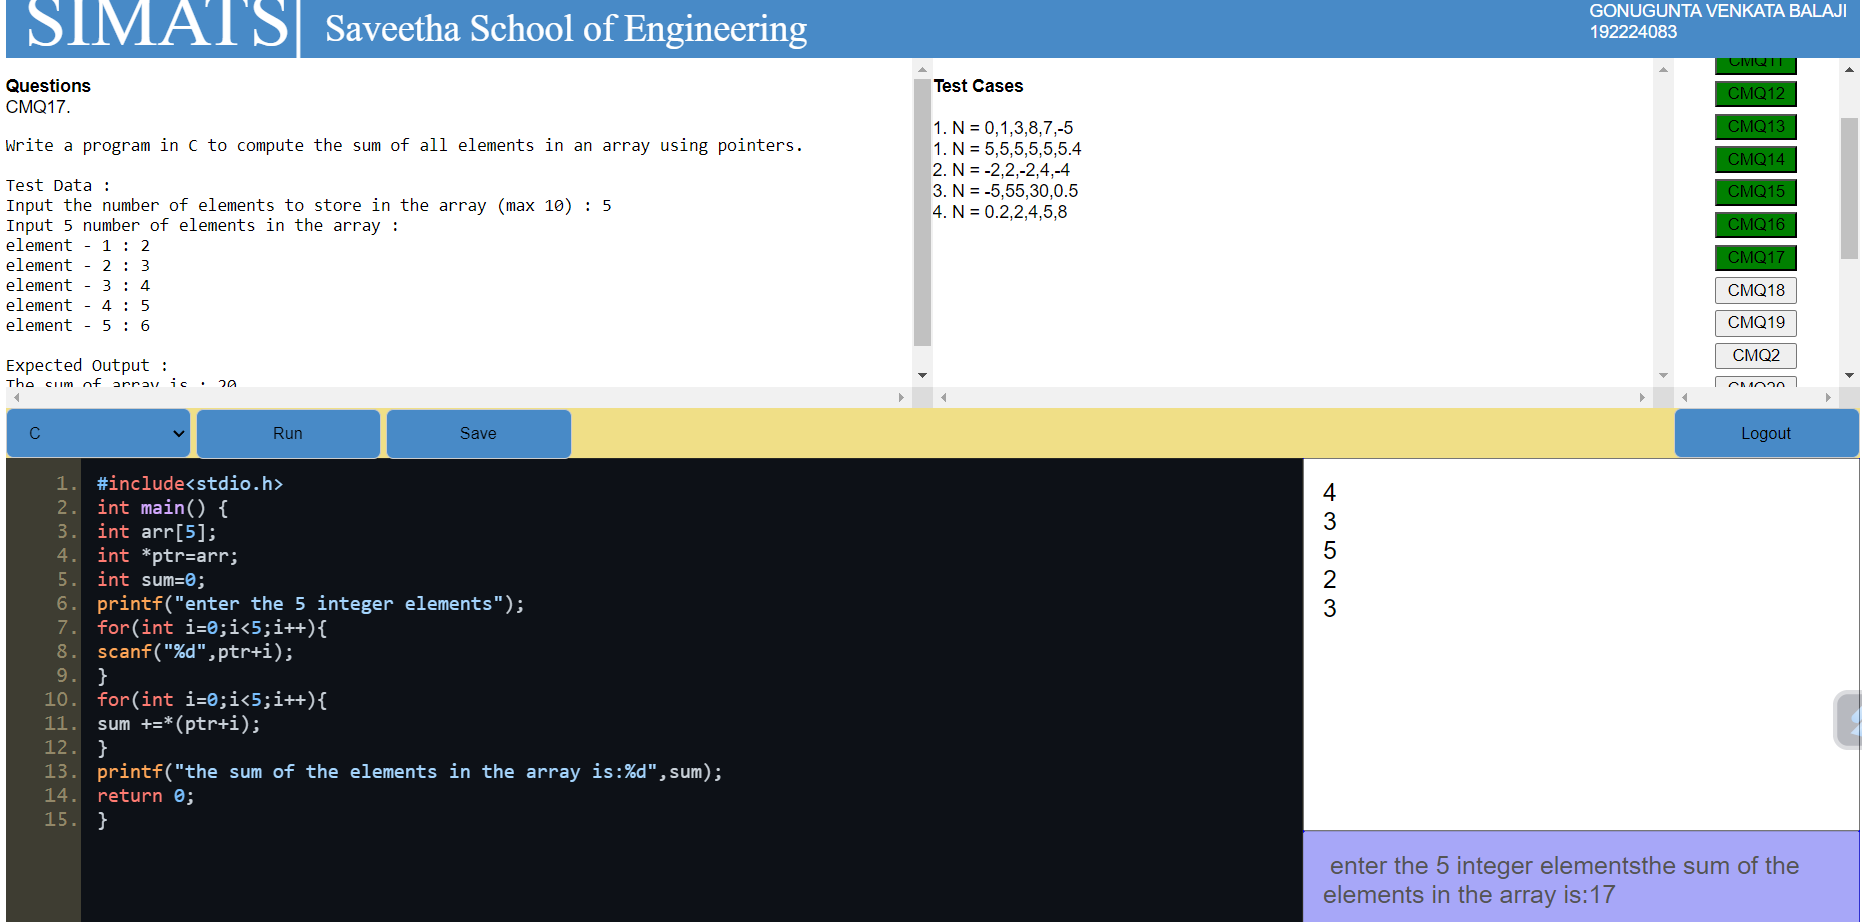 SIMATS
Saveetha School of Engineering
GONUGUNTA VENKATA BALAJI
192224083
Questions
CMQ17.
Write a program in C to compute the sum of all elements in an array using pointers.
Test Data :
Input the number of elements to store in the array (max 10) : 5
Input 5 number of elements in the array :
element - 1 : 2
element - 2 : 3
element - 3 : 4
element - 4 : 5
element - 5 : 6
Expected Output :
The sum of array is : 20
Test Cases
1. N = 0,1,3,8,7,-5
1. N = 5,5,5,5,5,5.4
2. N = -2,2,-2,4,-4
3. N = -5,55,30,0.5
4. N = 0.2,2,4,5,8
CMQ11
CMQ12
CMQ13
CMQ14
CMQ15
CMQ16
CMQ17
CMQ18
CMQ19
CMQ2
CMQ20
C
Run
Save
Logout
1. #include<stdio.h>
2. int main() {
3. int arr[5];
4. int *ptr=arr;
5. int sum=0;
6. printf("enter the 5 integer elements");
7. for(int i=0;i<5;i++){
8. scanf("%d",ptr+i);
9. }
10. for(int i=0;i<5;i++){
11. sum +=*(ptr+i);
12. }
13. printf("the sum of the elements in the array is:%d",sum);
14. return 0;
15. }
4
3
5
2
3
enter the 5 integer elementsthe sum of the
elements in the array is:17